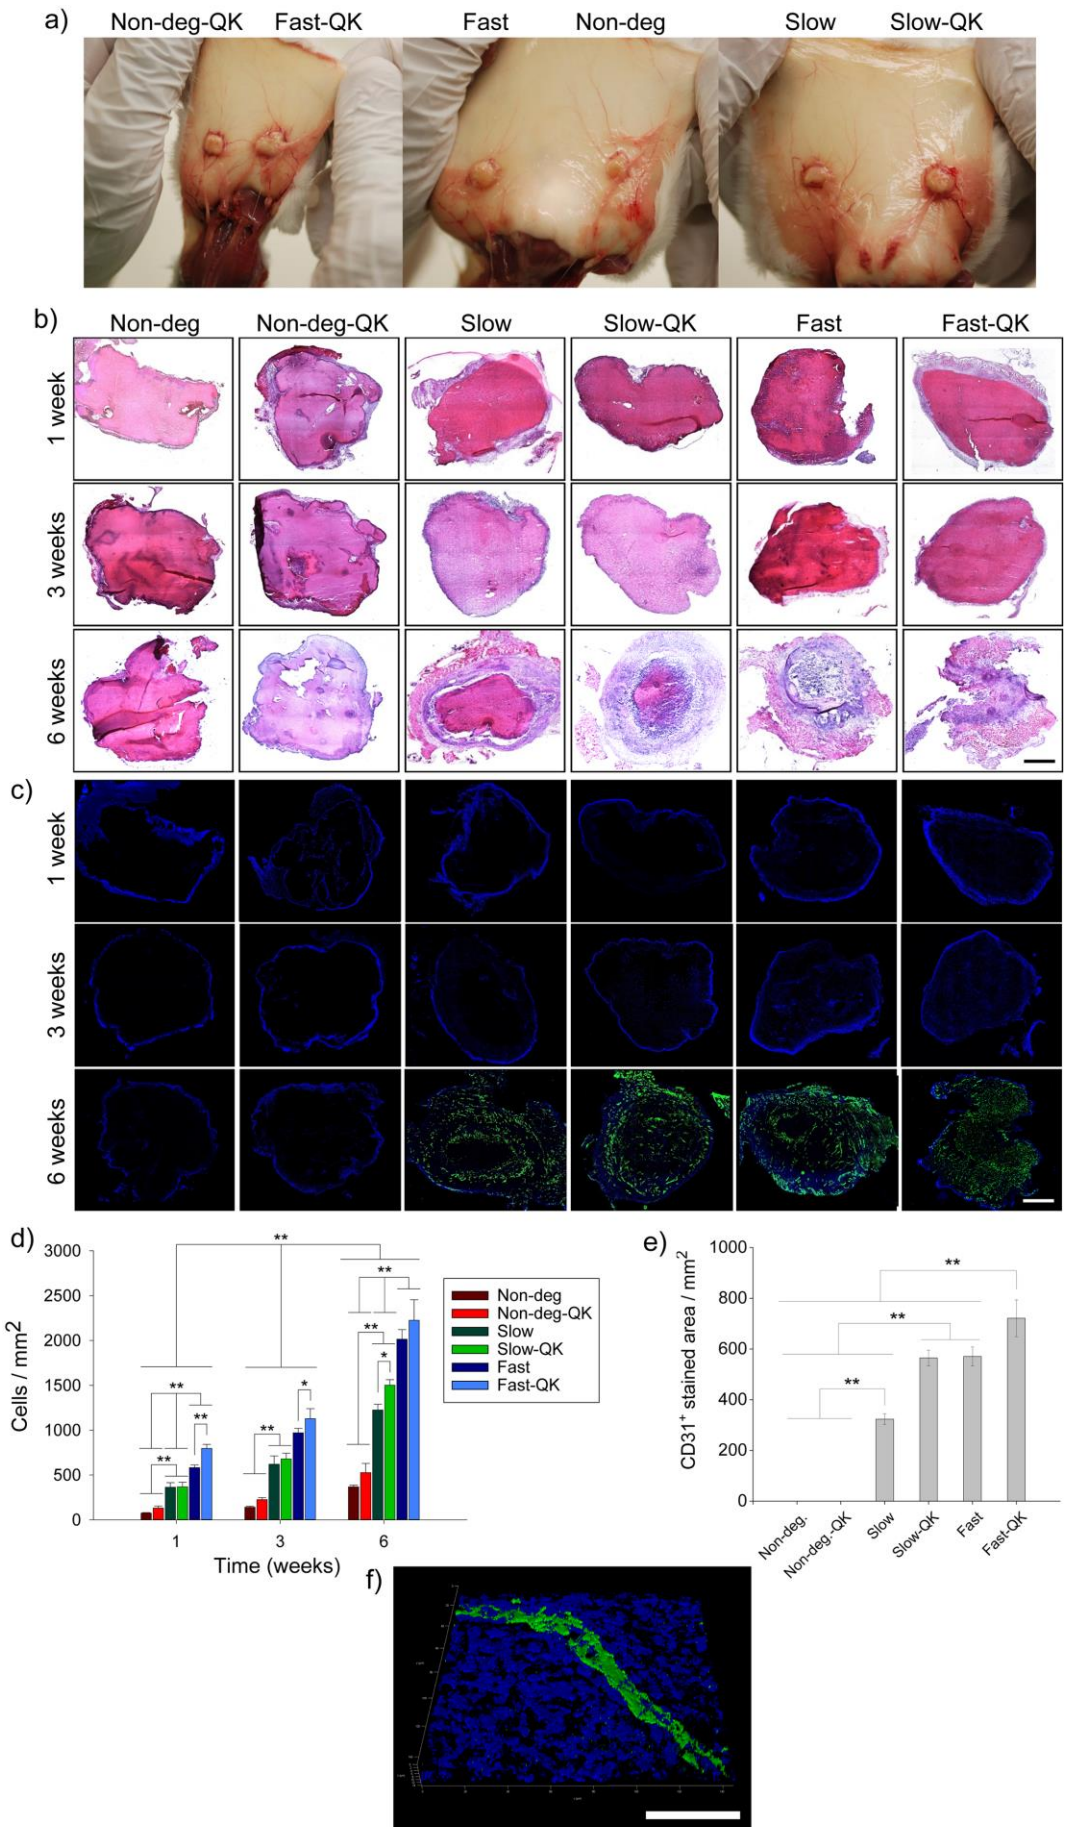 a) Non-deg-QK Fast-QK Fast Non-deg Slow Slow-QK
b) Non-deg Non-deg-QK Slow Slow-QK Fast Fast-QK
1 week
3 weeks
6 weeks
c)
1 week
3 weeks
6 weeks
d)
Cells / mm2
3000
2500
2000
1500
1000
500
0
**
**
**
**
**
**
*
**
**
*
1 3 6
Time (weeks)
Non-deg
Non-deg-QK
Slow
Slow-QK
Fast
Fast-QK
e)
CD31+ stained area / mm2
1000
800
600
400
200
0
**
**
**
Non-deg. Non-deg.-QK Slow Slow-QK Fast Fast-QK
f)